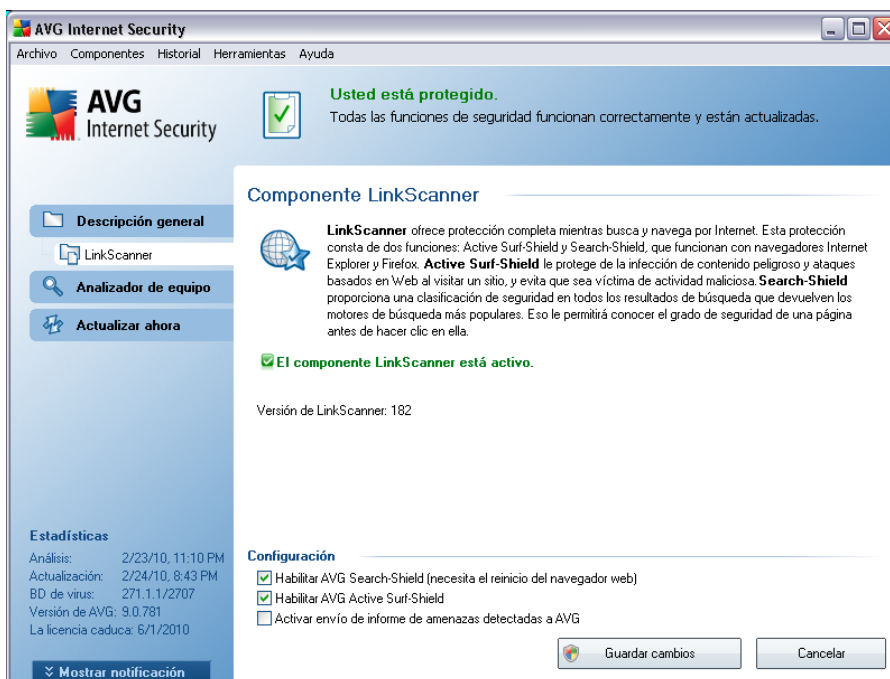 AVG Internet Security
Archivo Componentes Historial Herramientas Ayuda
AVG
Internet Security
Usted está protegido.
Todas las funciones de seguridad funcionan correctamente y están actualizadas.
Descripción general
LinkScanner
Analizador de equipo
Actualizar ahora
Componente LinkScanner
LinkScanner ofrece protección completa mientras busca y navega por Internet. Esta protección
consta de dos funciones: Active Surf-Shield y Search-Shield, que funcionan con navegadores Internet
Explorer y Firefox. Active Surf-Shield le protege de la infección de contenido peligroso y ataques
basados en Web al visitar un sitio, y evita que sea víctima de actividad maliciosa. Search-Shield
proporciona una clasificación de seguridad en todos los resultados de búsqueda que devuelven los
motores de búsqueda más populares. Eso le permitirá conocer el grado de seguridad de una página
antes de hacer clic en ella.
El componente LinkScanner está activo.
Versión de LinkScanner: 182
Estadísticas
Análisis: 2/23/10, 11:10 PM
Actualización: 2/24/10, 8:43 PM
BD de virus: 271.1.1/2707
Versión de AVG: 9.0.781
La licencia caduca: 6/1/2010
Mostrar notificación
Configuración
Habilitar AVG Search-Shield (necesita el reinicio del navegador web)
Habilitar AVG Active Surf-Shield
Activar envío de informe de amenazas detectadas a AVG
Guardar cambios
Cancelar